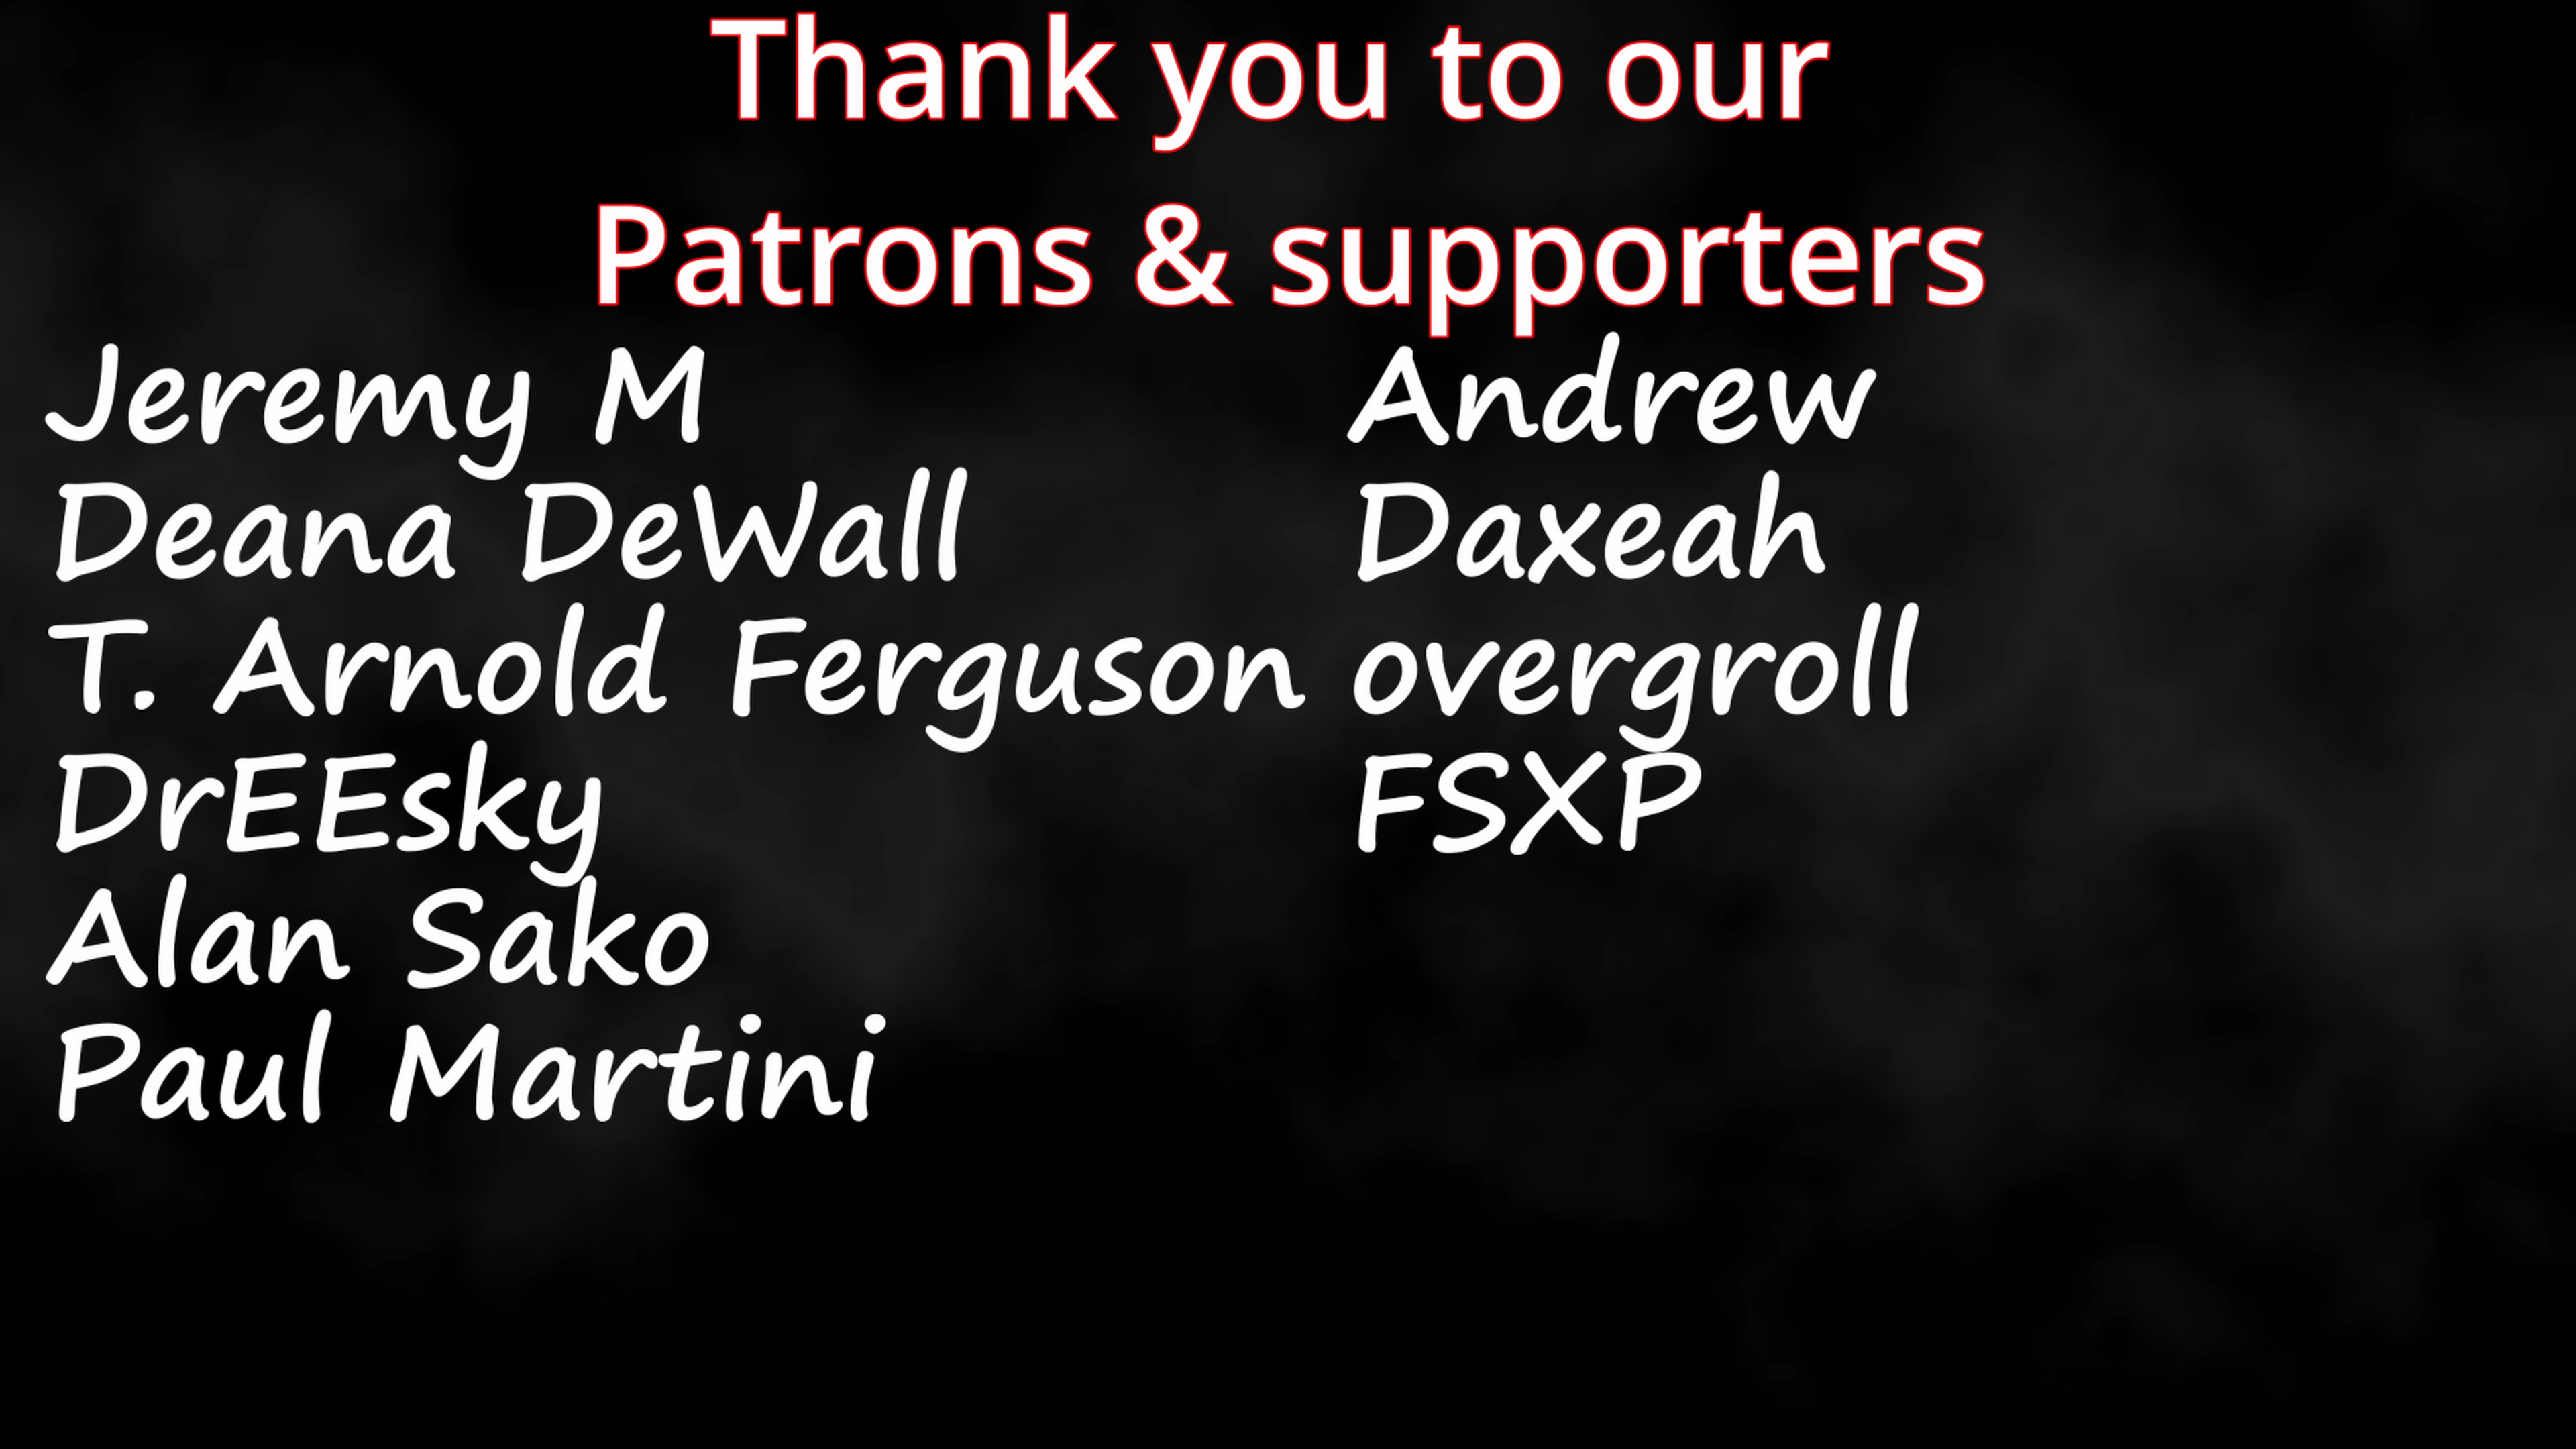 Thank you to our
Patrons & supporters
Jeremy M
Deana DeWall
T. Arnold Ferguson
DrEEsky
Alan Sako
Paul Martini
Andrew
Daxeah
overgroll
FSXP